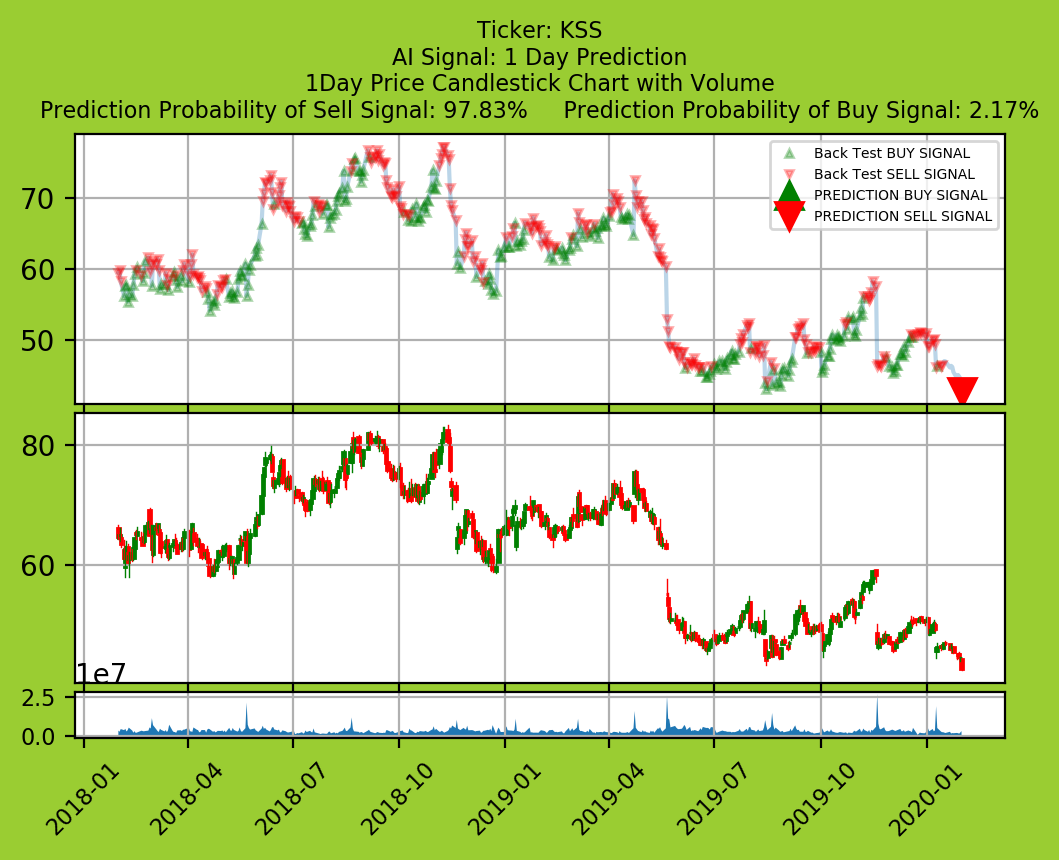 Ticker: KSS
AI Signal: 1 Day Prediction
1Day Price Candlestick Chart with Volume
Prediction Probability of Sell Signal: 97.83% Prediction Probability of Buy Signal: 2.17%
Back Test BUY SIGNAL
Back Test SELL SIGNAL
PREDICTION BUY SIGNAL
PREDICTION SELL SIGNAL
70
60
50
80
60
1e7
2.5
0.0
2018-01 2018-04 2018-07 2018-10 2019-01 2019-04 2019-07 2019-10 2020-01